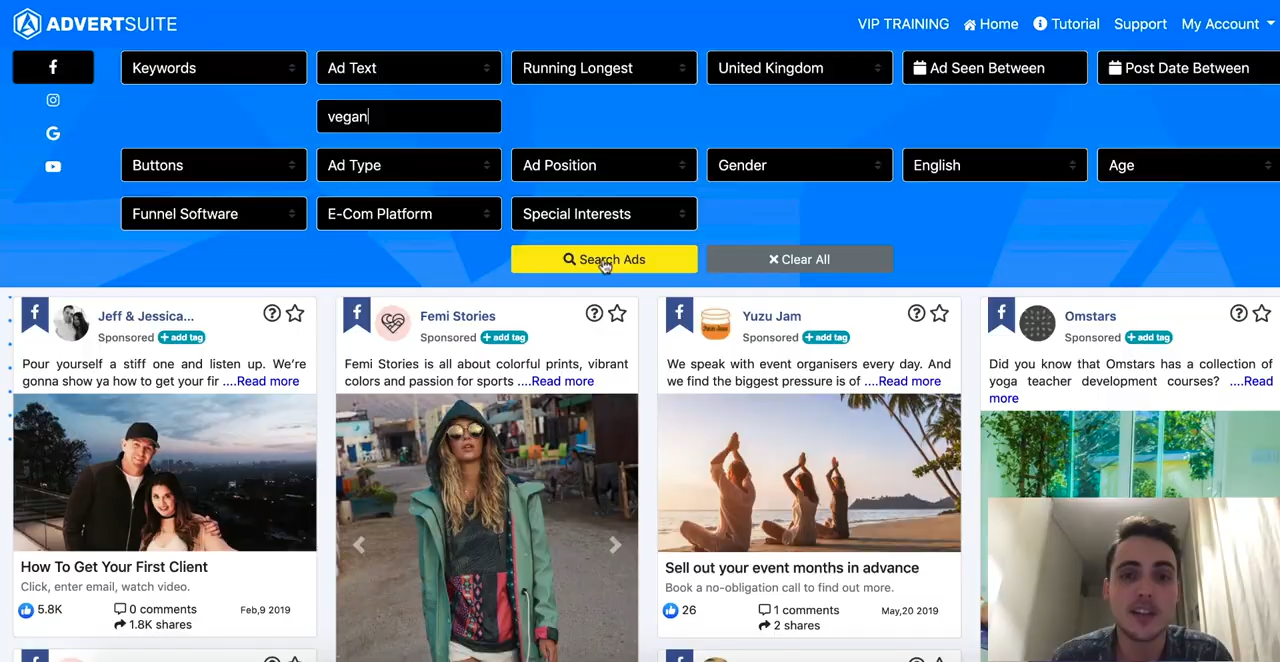 ADVERTSUITE
VIP TRAINING Home Tutorial Support My Account
Keywords Ad Text Running Longest United Kingdom Ad Seen Between Post Date Between
vegan
Buttons Ad Type Ad Position Gender English Age
Funnel Software E-Com Platform Special Interests
Search Ads Clear All
Jeff & Jessica...
Sponsored + add tag
Pour yourself a stiff one and listen up. We're
gonna show ya how to get your fir ....Read more
How To Get Your First Client
Click, enter email, watch video.
5.8K 0 comments Feb,9 2019
1.8K shares
Femi Stories
Sponsored + add tag
Femi Stories is all about colorful prints, vibrant
colors and passion for sports ....Read more
Yuzu Jam
Sponsored + add tag
We speak with event organisers every day. And
we find the biggest pressure is of ....Read more
Sell out your event months in advance
Book a no-obligation call to find out more.
26 1 comments May,20 2019
2 shares
Omstars
Sponsored + add tag
Did you know that Omstars has a collection of
yoga teacher development courses? ....Read
more